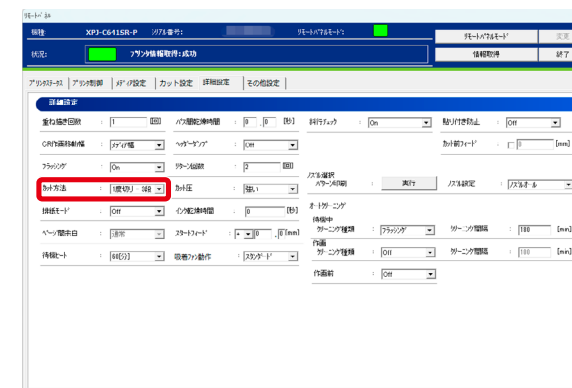 ﾘﾓｰﾄﾊﾟﾈﾙ
機種: XPJ-C641SR-P ｼﾘｱﾙ番号: ﾘﾓｰﾄﾊﾟﾈﾙﾓｰﾄﾞ: ﾘﾓｰﾄﾊﾟﾈﾙﾓｰﾄﾞ 変更
状況: ﾌﾟﾘﾝﾀ情報取得:成功 情報取得 終了
ﾌﾟﾘﾝﾀｽﾃｰﾀｽ ﾌﾟﾘﾝﾀ制御 ﾒﾃﾞｨｱ設定 カット設定 詳細設定 その他設定
詳細設定
重ね描き回数 : 1 [回] ﾊﾟｽ間乾燥時間 : 0 . 0 [秒] 斜行ﾁｪｯｸ : On 貼り付き防止 : Off
作画移動幅 : ﾒﾃﾞｨｱ幅 ﾍｯﾄﾞｷﾞｬｯﾌﾟ : Off ｶｯﾄ前ﾌｨｰﾄﾞ : 0 [mm]
ﾌﾗｯｼﾝｸﾞ : On ﾘﾀｰﾝ回数 : 2 [回]
ﾉｽﾞﾙ選択
ﾊﾟﾀｰﾝ印刷 : 実行 ﾉｽﾞﾙ設定 : ﾉｽﾞﾙｵｰﾙ
ｶｯﾄ方法 : 1度切り ｶｯﾄ圧 : 強い
ｵｰﾄｸﾘｰﾆﾝｸﾞ
排紙ﾓｰﾄﾞ : Off ｲﾝｸ乾燥時間 : 0 [秒]
待機中
ｸﾘｰﾆﾝｸﾞ種類 : ﾌﾗｯｼﾝｸﾞ ｸﾘｰﾆﾝｸﾞ間隔 : 180 [min]
ﾍﾟｰｼﾞ間余白 : 通常 ｽﾀｰﾄﾌｨｰﾄﾞ : + 0 . 0 [mm]
作画
ｸﾘｰﾆﾝｸﾞ種類 : Off ｸﾘｰﾆﾝｸﾞ間隔 : 180 [min]
待機ﾋｰﾄ : 60[分] 吸着ﾌｧﾝ動作 : ｽﾀﾝﾀﾞｰﾄﾞ
作画前 : Off